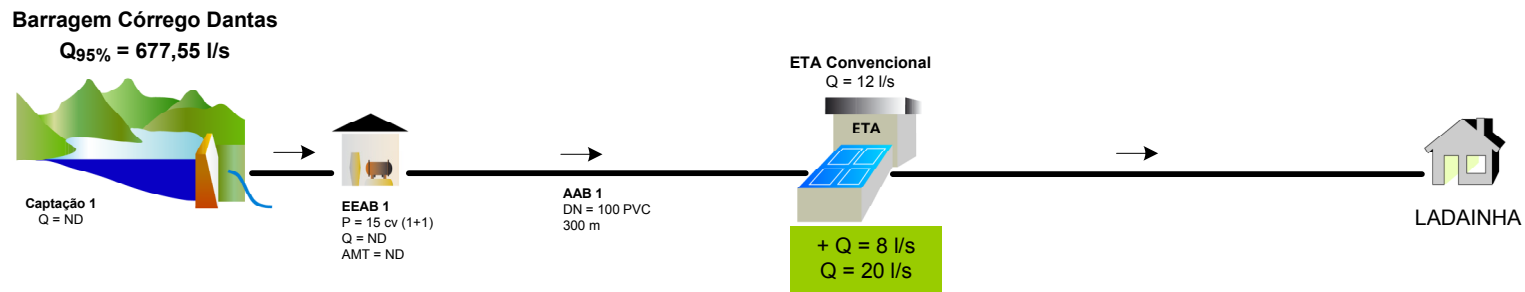 Barragem Córrego Dantas
Q95% = 677,55 l/s
Captação 1
Q = ND
EEAB 1
P = 15 cv (1+1)
Q = ND
AMT = ND
AAB 1
DN = 100 PVC
300 m
ETA Convencional
Q = 12 l/s
ETA
+ Q = 8 l/s
Q = 20 l/s
LADAINHA